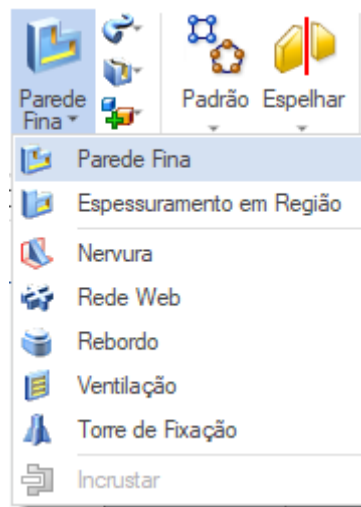 Parede
Fina
Padrão
Espelhar
Parede Fina
Espessuramento em Região
Nervura
Rede Web
Rebordo
Ventilação
Torre de Fixação
Incrustar